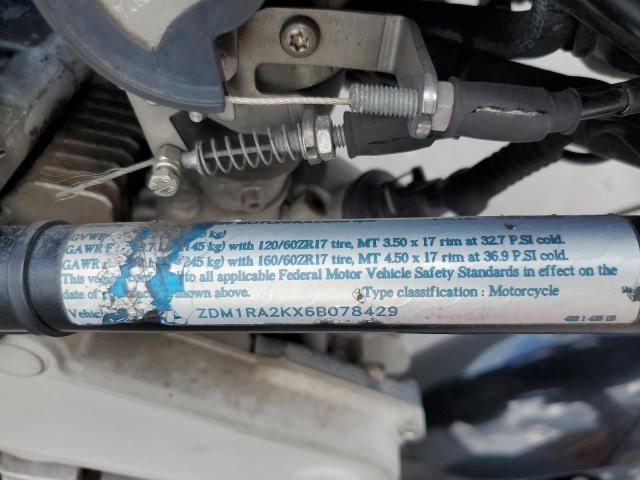 GVWR kg)
GAWR F 145 kg) with 120/60ZR17 tire, MT 3.50 x 17 rim at 32.7 P.SI cold.
GAWR 245 kg) with 160/60ZR17 tire, MT 4.50 x 17 rim at 36.9 P.SI cold.
This to all applicable Federal Motor Vehicle Safety Standards in effect on the
date of shown above. Type classification : Motorcycle
Vehicle ZDM1RA2KX6B078429